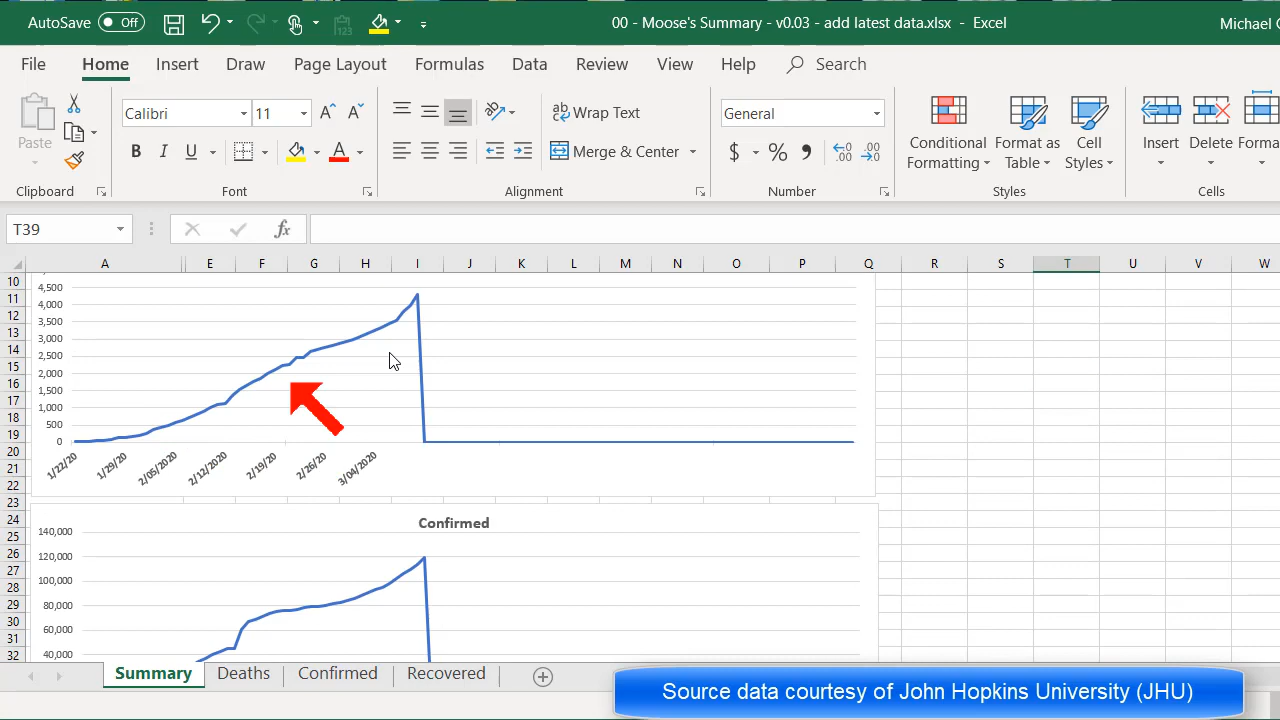 AutoSave Off
00 - Moose's Summary - v0.03 - add latest data.xlsx - Excel
Michael
File Home Insert Draw Page Layout Formulas Data Review View Help Search
Paste
Calibri 11
B I U
Clipboard
Font
ab Wrap Text
Merge & Center
Alignment
General
$ % ,
.00
.00
Number
Conditional Formatting
Format as Table
Cell Styles
Styles
Insert Delete Forma
Cells
T39
fx
A E F G H I J K L M N O P Q R S T U V W
10
11
12
13
14
15
16
17
18
19
20
21
22
23
24
25
26
27
28
29
30
31
32
4,500
4,000
3,500
3,000
2,500
2,000
1,500
1,000
500
0
1/22/20 1/29/20 2/05/2020 2/12/2020 2/19/20 2/26/20 3/04/2020
Confirmed
140,000
120,000
100,000
80,000
60,000
40,000
Summary Deaths Confirmed Recovered
Source data courtesy of John Hopkins University (JHU)